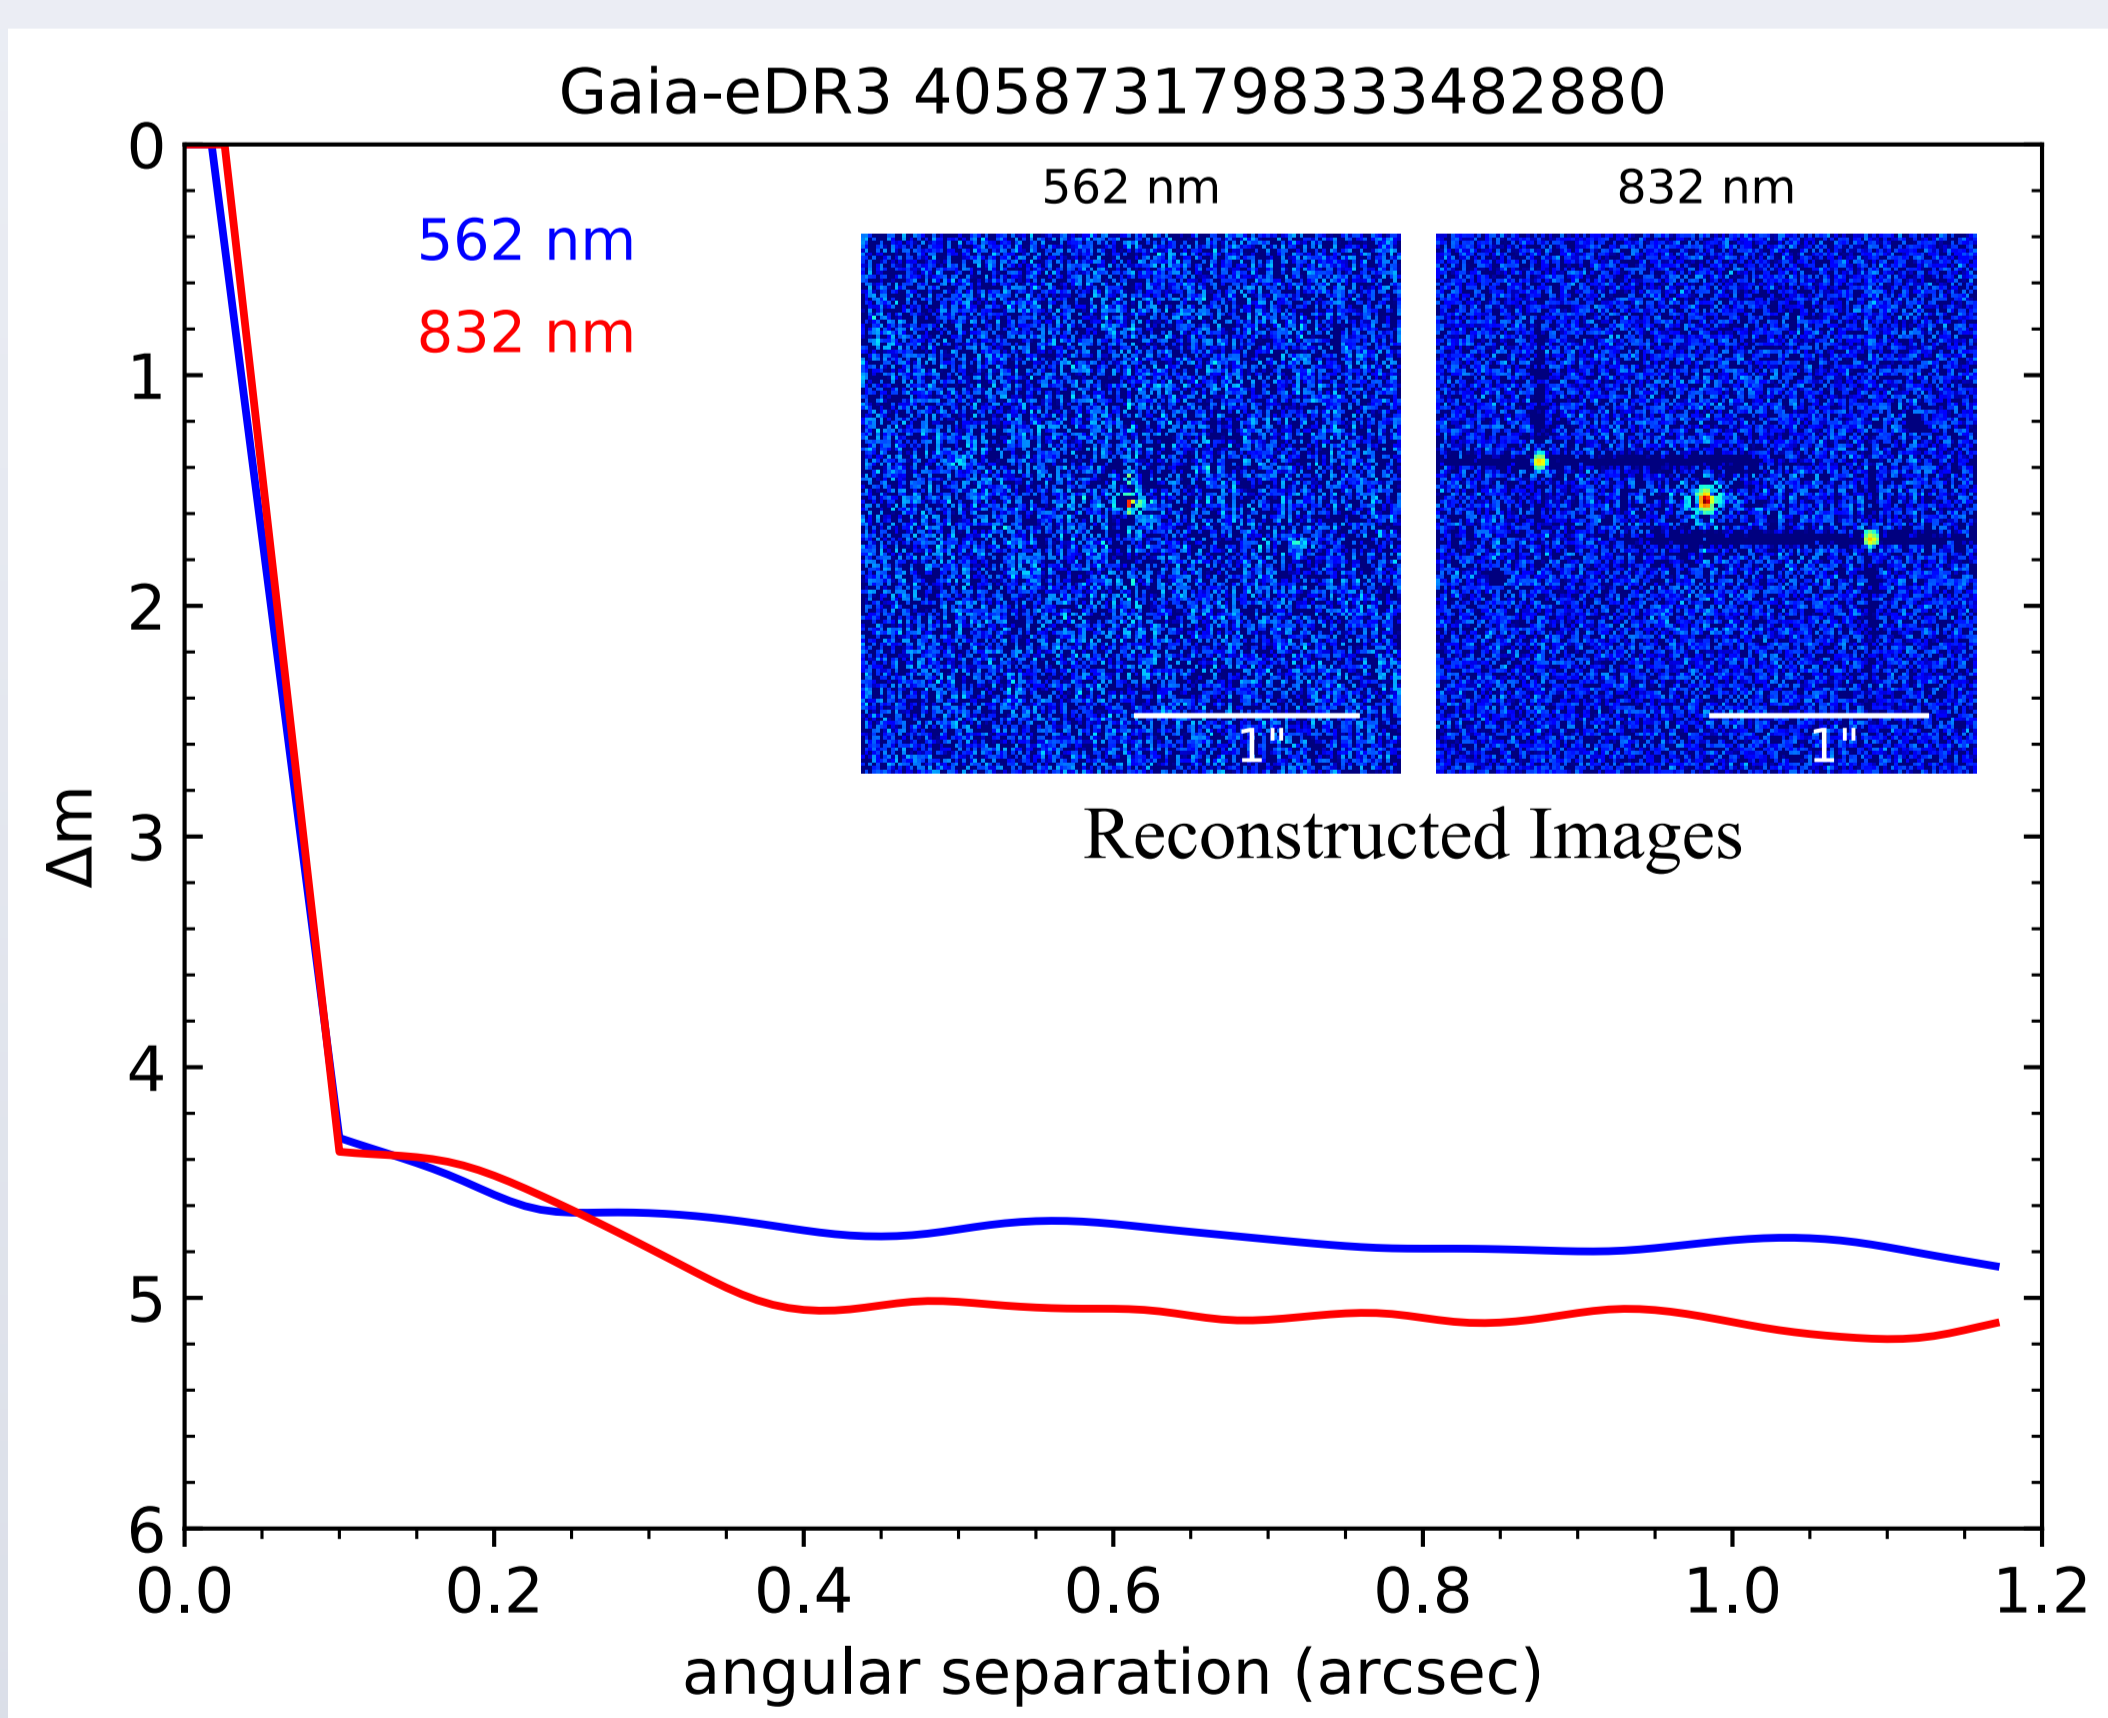 Gaia-eDR3 4058731798333482880
562 nm
832 nm
562 nm
832 nm
1"
1"
Reconstructed Images
Δm
0
1
2
3
4
5
6
0.0 0.2 0.4 0.6 0.8 1.0 1.2
angular separation (arcsec)